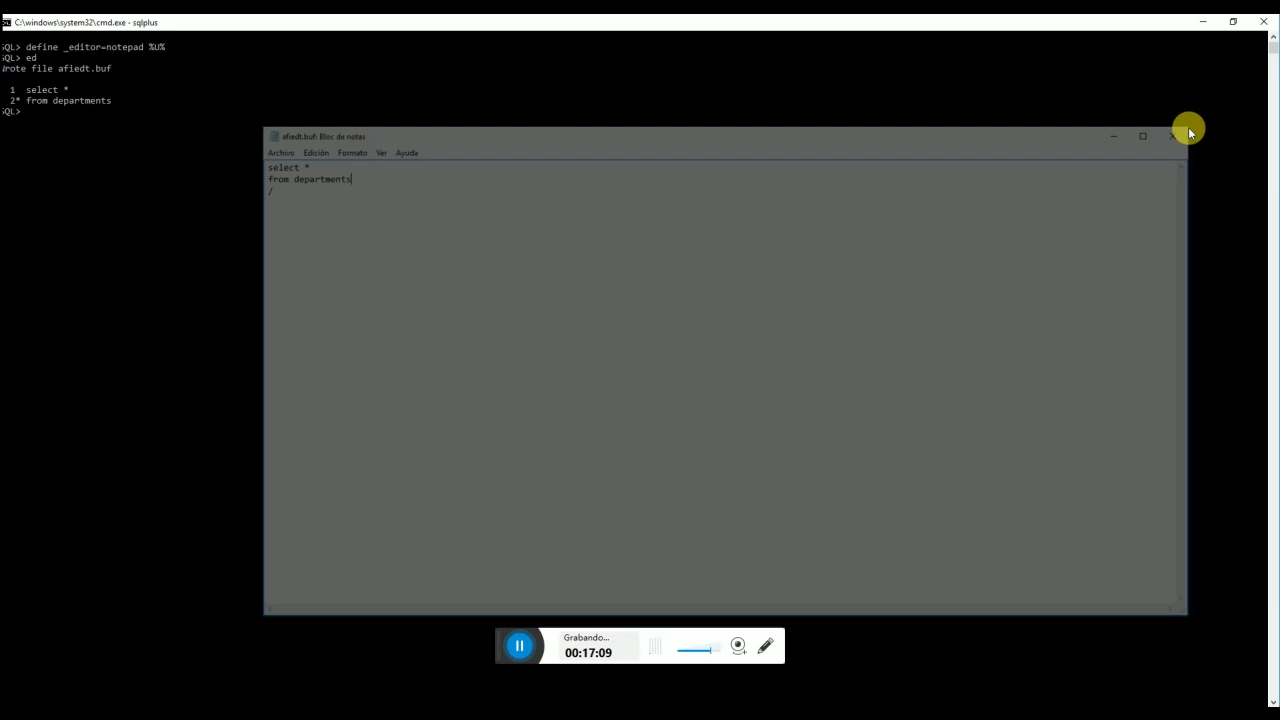 C:\windows\system32\cmd.exe - sqlplus
SQL> define _editor=notepad %U%
SQL> ed
Wrote file afiedt.buf
1 select *
2* from departments
SQL>
afiedt.buf: Bloc de notas
Archivo Edición Formato Ver Ayuda
select *
from departments
/
Grabando...
00:17:09